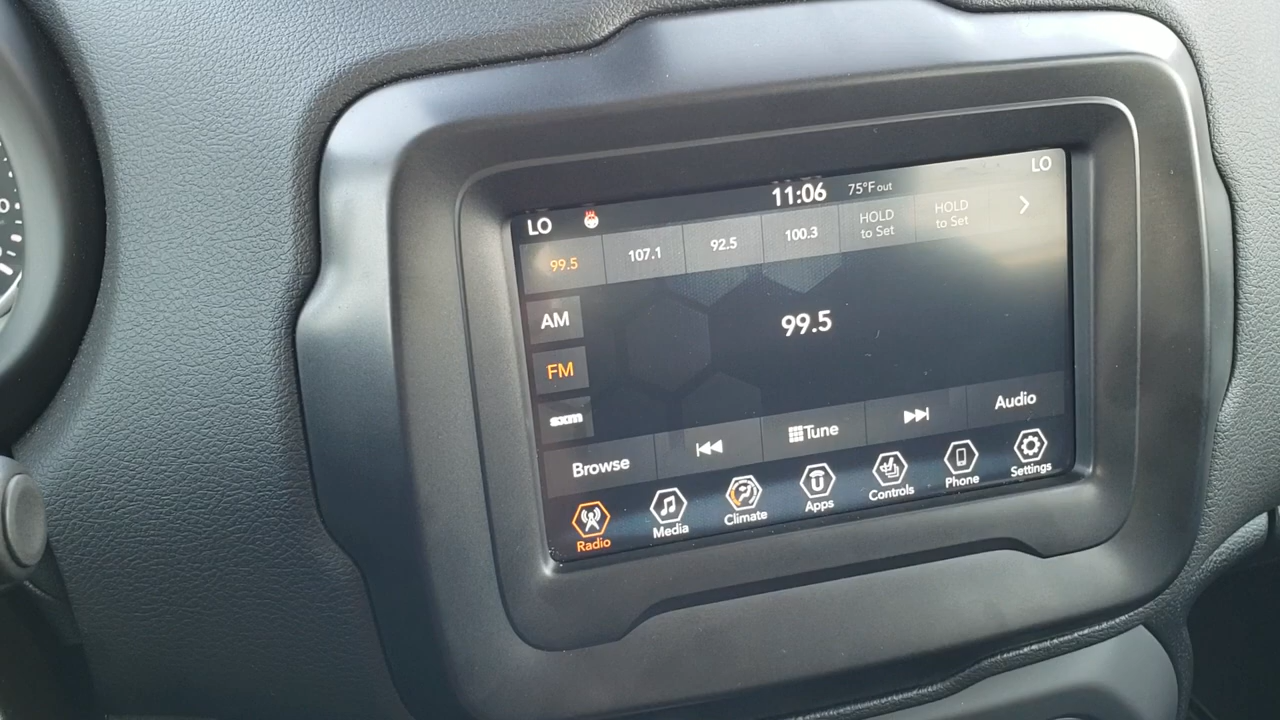 LO
11:06 75°F out
LO
99.5 107.1 92.5 100.3 HOLD to Set HOLD to Set
AM
99.5
FM
sxm
Browse Tune Audio
Radio Media Climate Apps Controls Phone Settings
0